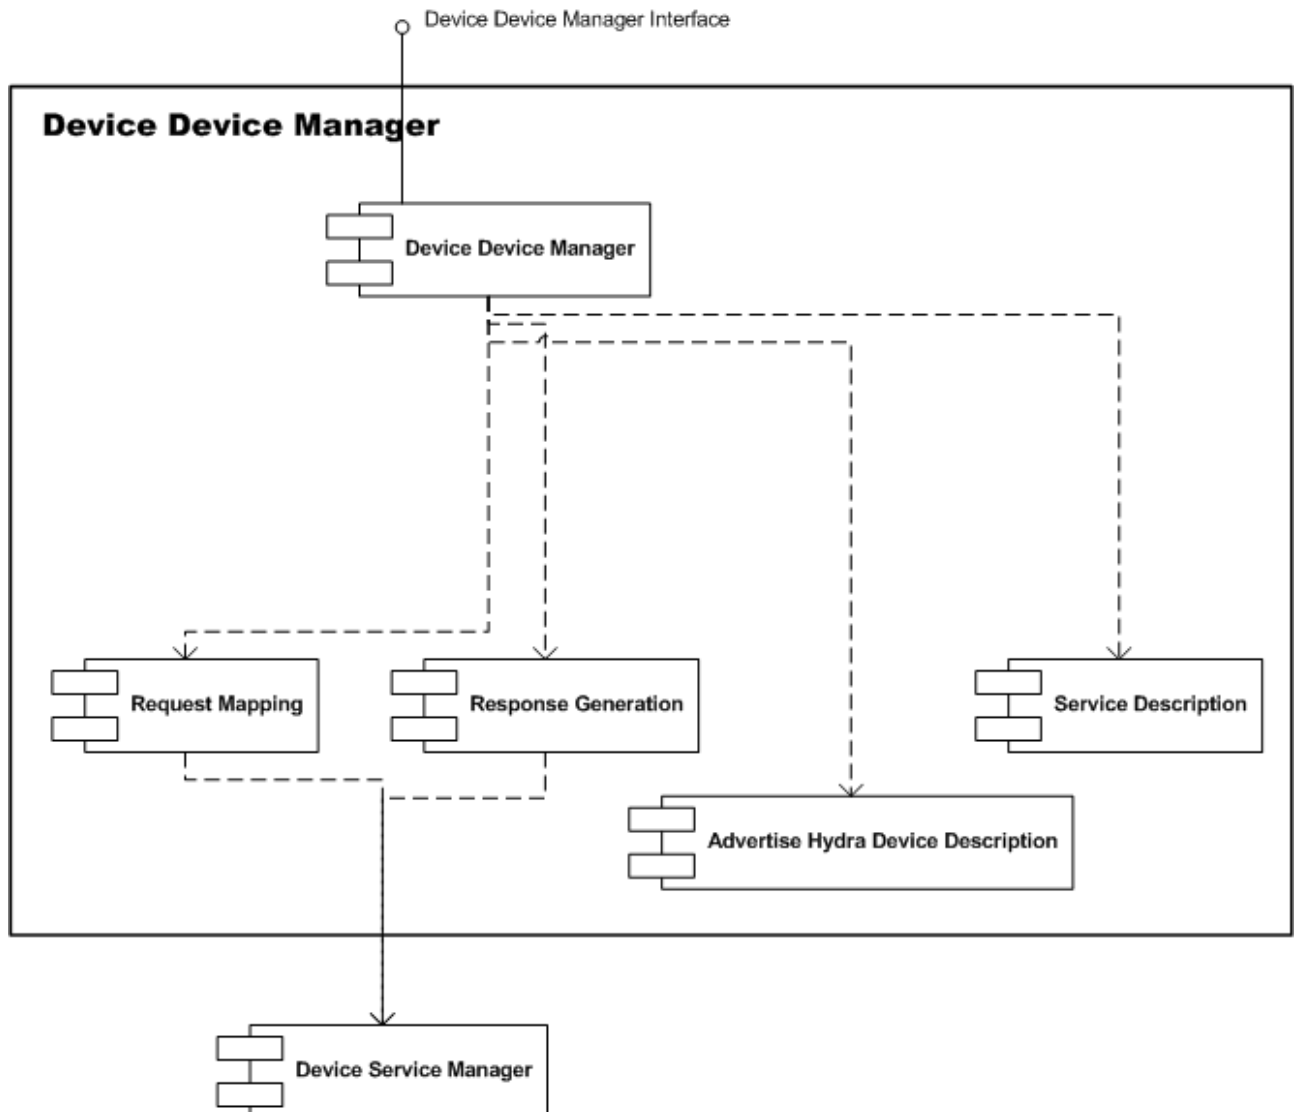 Device Device Manager Interface
Device Device Manager
Device Device Manager
Request Mapping
Response Generation
Service Description
Advertise Hydra Device Description
Device Service Manager